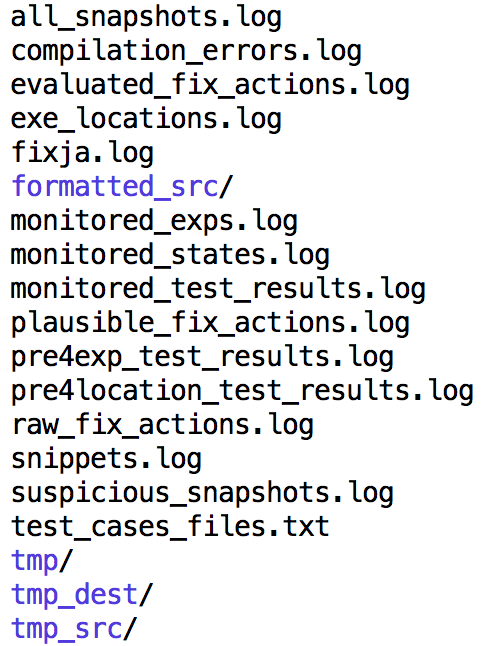 all_snapshots.log
compilation_errors.log
evaluated_fix_actions.log
exe_locations.log
fixja.log
formatted_src/
monitored_exps.log
monitored_states.log
monitored_test_results.log
plausible_fix_actions.log
pre4exp_test_results.log
pre4location_test_results.log
raw_fix_actions.log
snippets.log
suspicious_snapshots.log
test_cases_files.txt
tmp/
tmp_dest/
tmp_src/